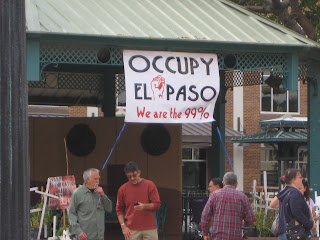 OCCUPY
EL PASO
We are the 99%